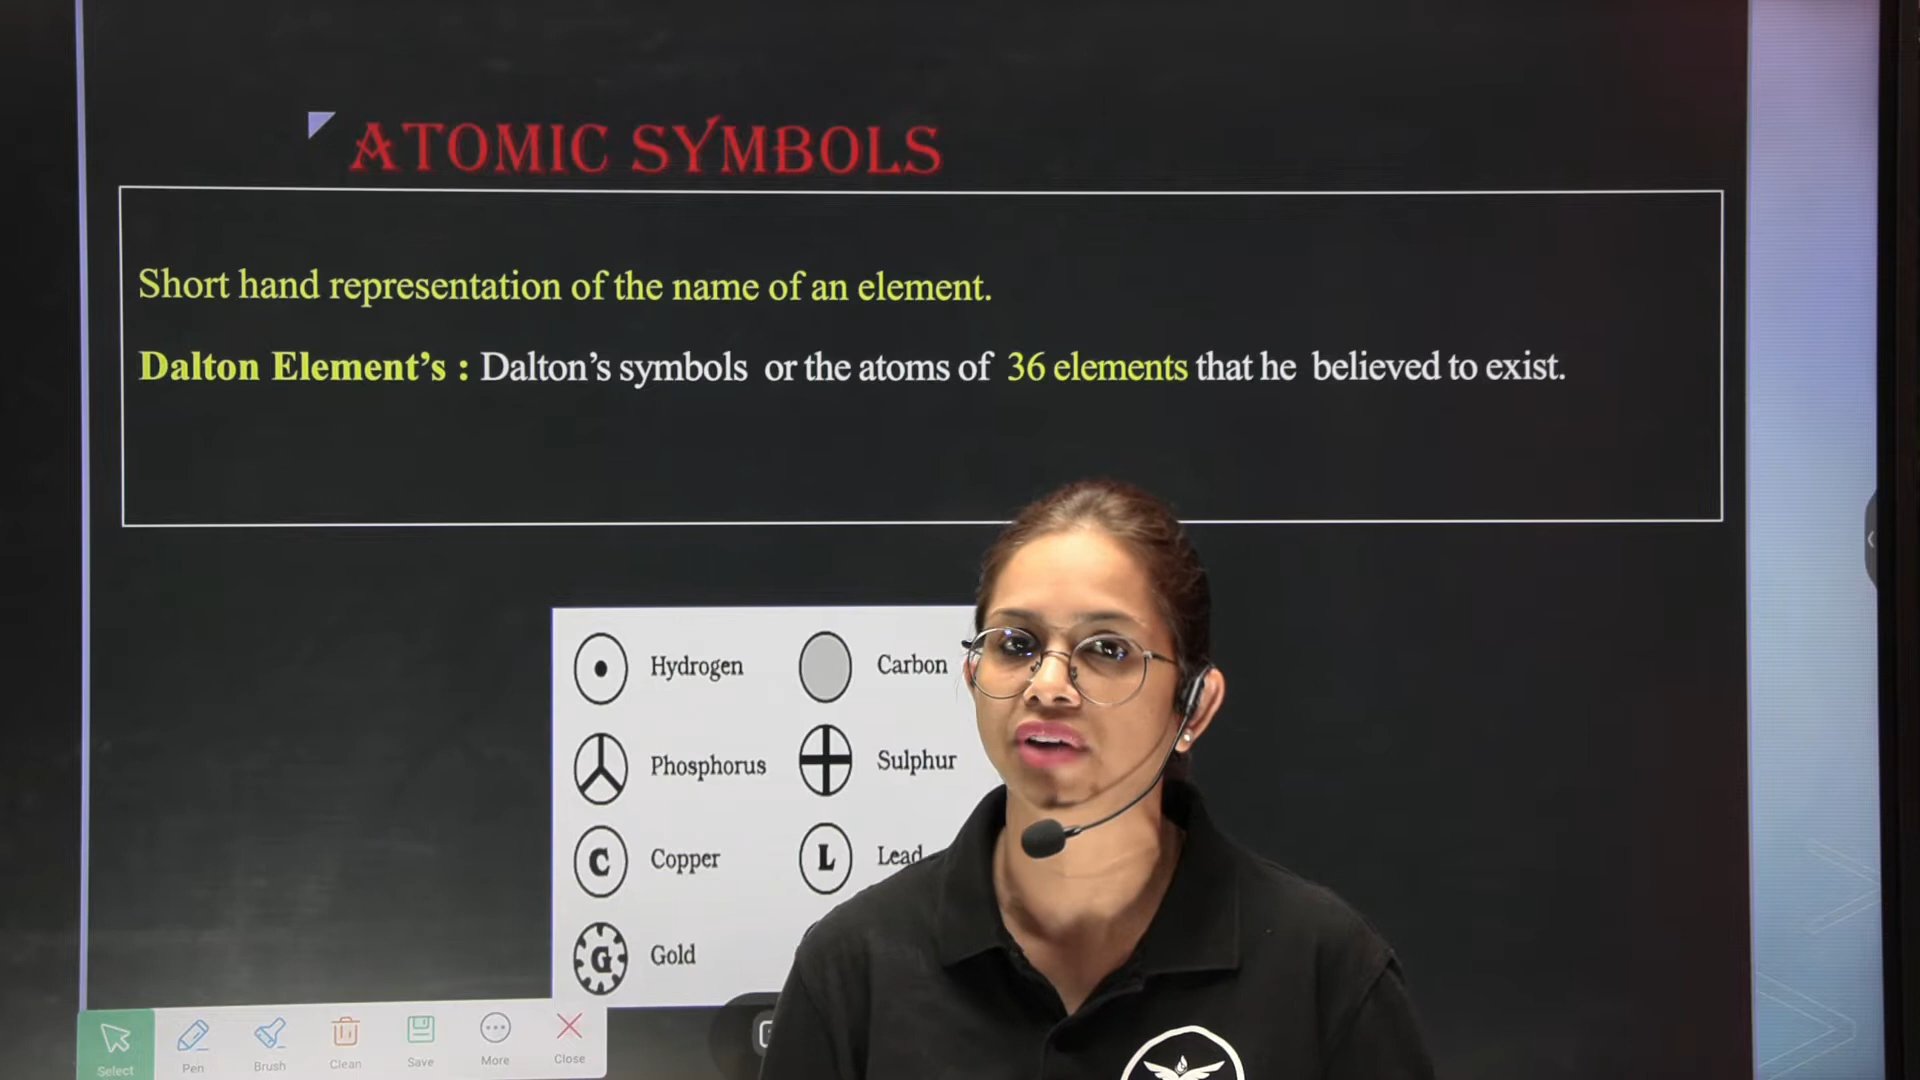 ATOMIC SYMBOLS
Short hand representation of the name of an element.
Dalton Element's : Dalton's symbols or the atoms of 36 elements that he believed to exist.
Hydrogen
Carbon
Phosphorus
Sulphur
C
Copper
L
Lead
G
Gold
Select
Pen
Brush
Clean
Save
More
Close